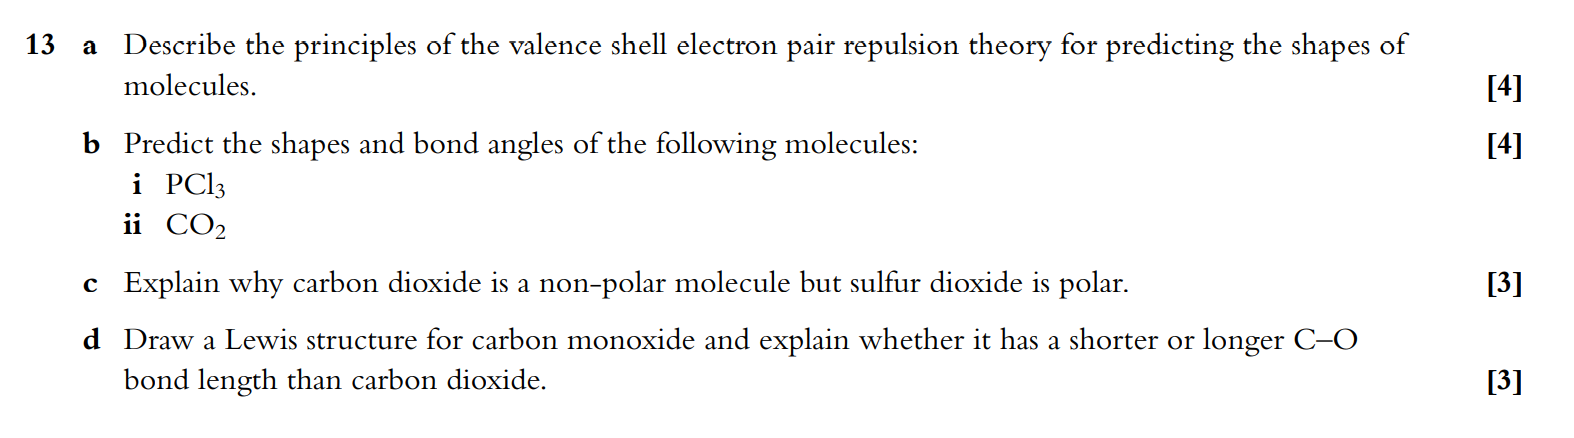 13 a Describe the principles of the valence shell electron pair repulsion theory for predicting the shapes of
molecules. [4]
b Predict the shapes and bond angles of the following molecules: [4]
i PCl₃
ii CO₂
c Explain why carbon dioxide is a non-polar molecule but sulfur dioxide is polar. [3]
d Draw a Lewis structure for carbon monoxide and explain whether it has a shorter or longer C–O
bond length than carbon dioxide. [3]